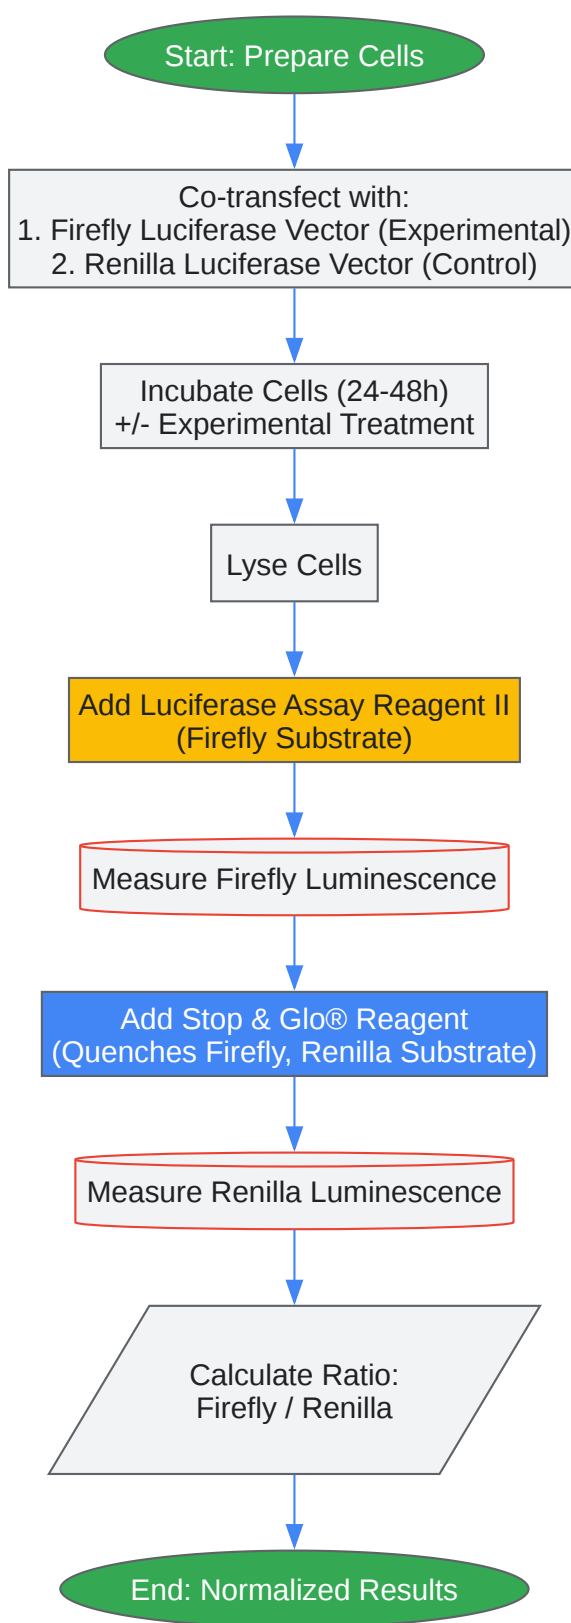 Start: Prepare Cells
Co-transfect with:
1. Firefly Luciferase Vector (Experimental)
2. Renilla Luciferase Vector (Control)
Incubate Cells (24-48h)
+/- Experimental Treatment
Lyse Cells
Add Luciferase Assay Reagent II
(Firefly Substrate)
Measure Firefly Luminescence
Add Stop & Glo® Reagent
(Quenches Firefly, Renilla Substrate)
Measure Renilla Luminescence
Calculate Ratio:
Firefly / Renilla
End: Normalized Results